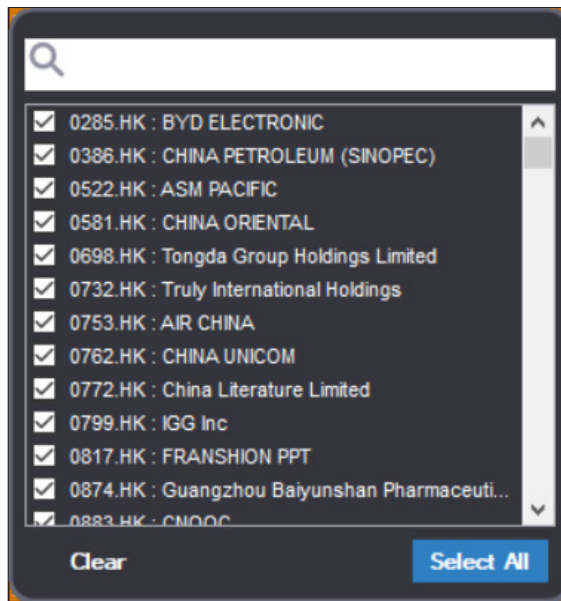 0285.HK : BYD ELECTRONIC
0386.HK : CHINA PETROLEUM (SINOPEC)
0522.HK : ASM PACIFIC
0581.HK : CHINA ORIENTAL
0698.HK : Tongda Group Holdings Limited
0732.HK : Truly International Holdings
0753.HK : AIR CHINA
0762.HK : CHINA UNICOM
0772.HK : China Literature Limited
0799.HK : IGG Inc
0817.HK : FRANSHION PPT
0874.HK : Guangzhou Baiyunshan Pharmaceuti...
0883.HK : CNOOC
Clear Select All